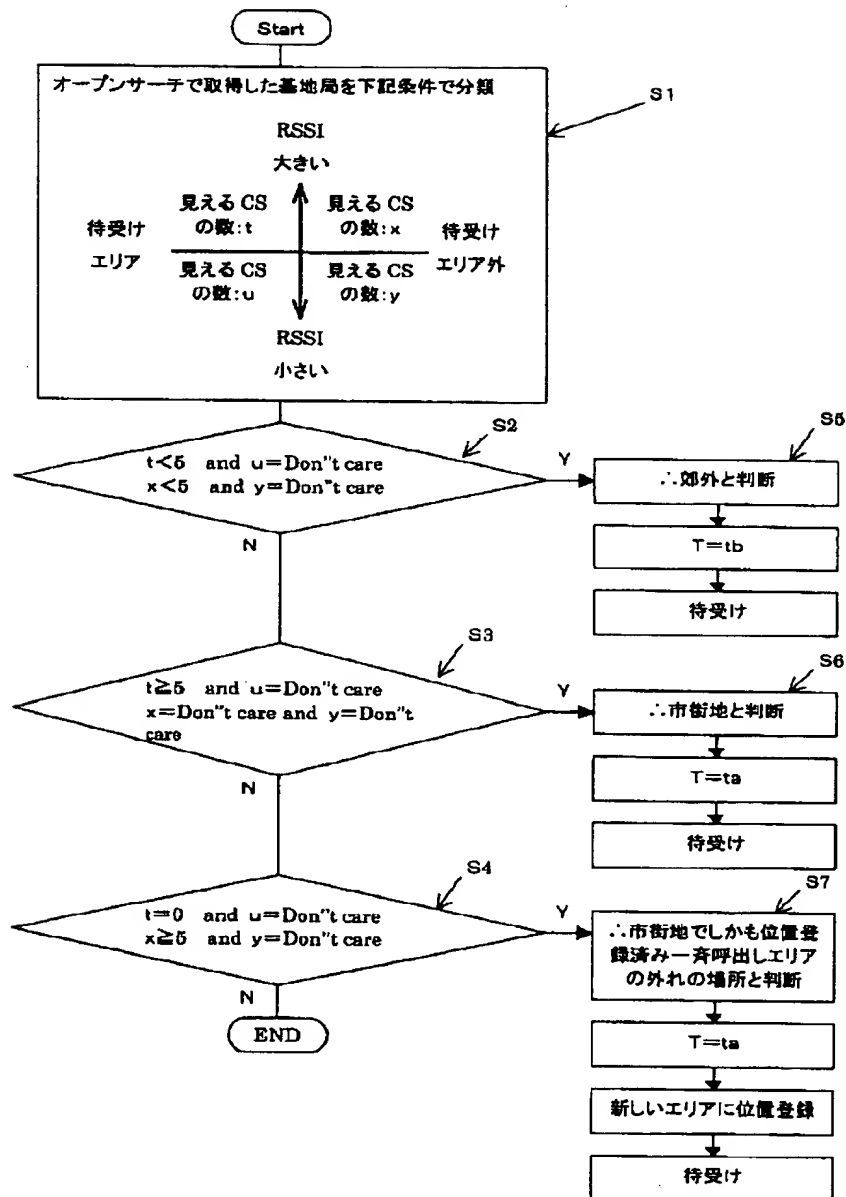 Start
オープンサーチで取得した基地局を下記条件で分類
S1
RSSI
大きい
見える CS
の数:t
見える CS
の数:x
待受け
エリア
待受け
エリア外
見える CS
の数:u
見える CS
の数:y
RSSI
小さい
S2
t<5 and u=Don"t care
x<5 and y=Don"t care
Y
N
S5
∴郊外と判断
T=tb
待受け
S3
t≧5 and u=Don"t care
x=Don"t care and y=Don"t
care
Y
N
S6
∴市街地と判断
T=ta
待受け
S4
t=0 and u=Don"t care
x≧5 and y=Don"t care
Y
N
END
S7
∴市街地でしかも位置登
録済み一斉呼出しエリア
の外れの場所と判断
T=ta
新しいエリアに位置登録
待受け